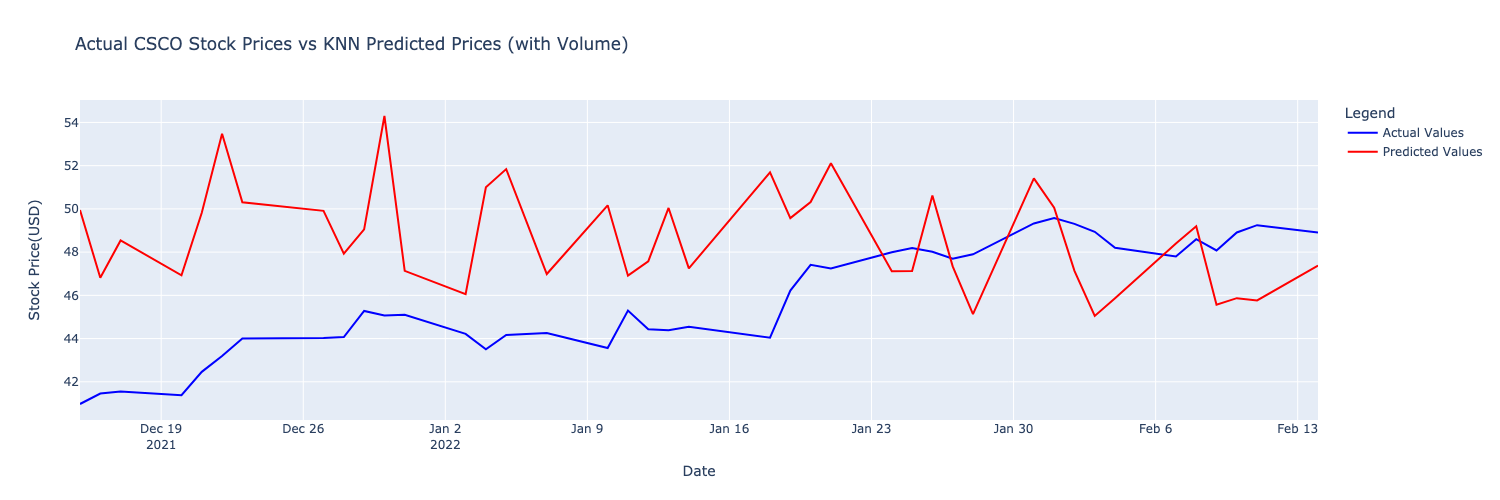 Actual CSCO Stock Prices vs KNN Predicted Prices (with Volume)
Legend
Actual Values
Predicted Values
Stock Price(USD)
54
52
50
48
46
44
42
Dec 19
2021
Dec 26
Jan 2
2022
Jan 9
Jan 16
Jan 23
Jan 30
Feb 6
Feb 13
Date